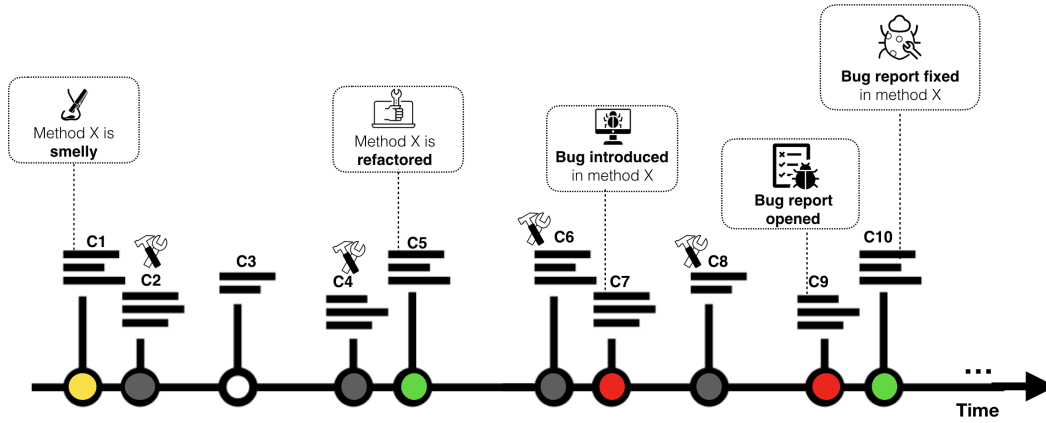 Method X is
smelly
Method X is
refactored
Bug introduced
in method X
Bug report
opened
Bug report fixed
in method X
C1
C2
C3
C4
C5
C6
C7
C8
C9
C10
...
Time